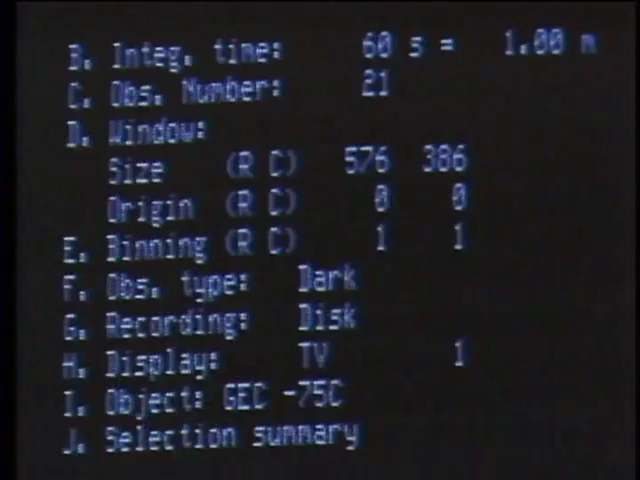 B. Integ. time: 60 s = 1.00 m
C. Obs. Number: 21
D. Window:
Size (R C) 576 386
Origin (R C) 0 0
E. Binning (R C) 1 1
F. Obs. type: Dark
G. Recording: Disk
H. Display: TV 1
I. Object: GEC -75C
J. Selection summary